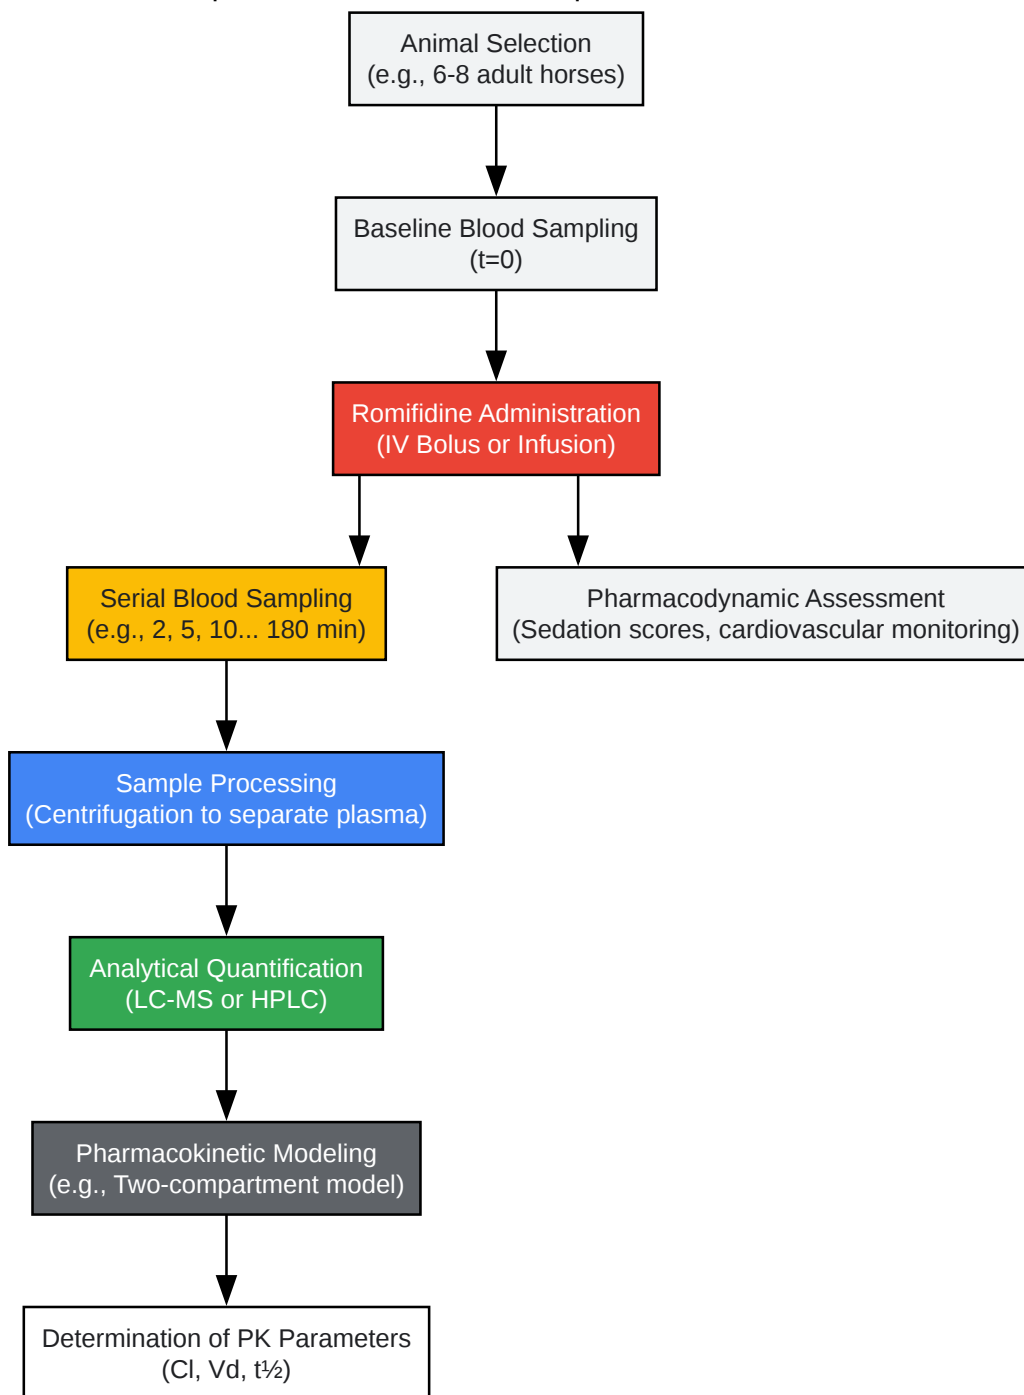 Animal Selection
(e.g., 6-8 adult horses)
Baseline Blood Sampling
(t=0)
Romifidine Administration
(IV Bolus or Infusion)
Serial Blood Sampling
(e.g., 2, 5, 10... 180 min)
Pharmacodynamic Assessment
(Sedation scores, cardiovascular monitoring)
Sample Processing
(Centrifugation to separate plasma)
Analytical Quantification
(LC-MS or HPLC)
Pharmacokinetic Modeling
(e.g., Two-compartment model)
Determination of PK Parameters
(Cl, Vd, t½)